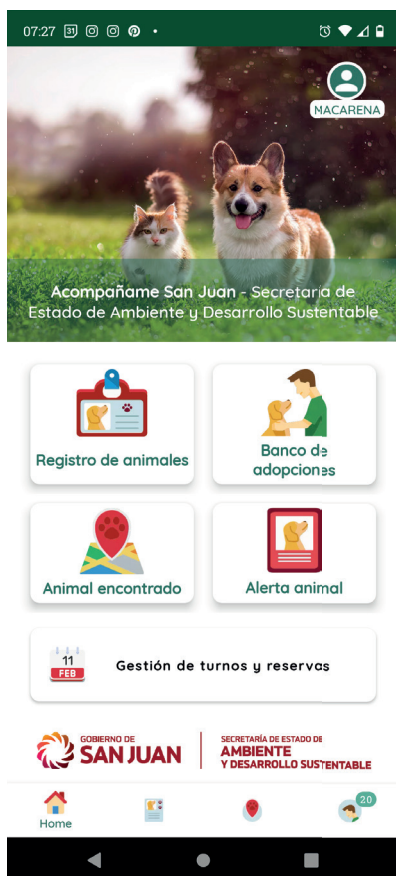 07:27
31
MACARENA
Acompañame San Juan - Secretaria de
Estado de Ambiente y Desarrollo Sustentable
Registro de animales
Banco de
adopciones
Animal encontrado
Alerta animal
11
FEB
Gestión de turnos y reservas
GOBIERNO DE
SAN JUAN
SECRETARÍA DE ESTADO DE
AMBIENTE
Y DESARROLLO SUSTENTABLE
20
Home